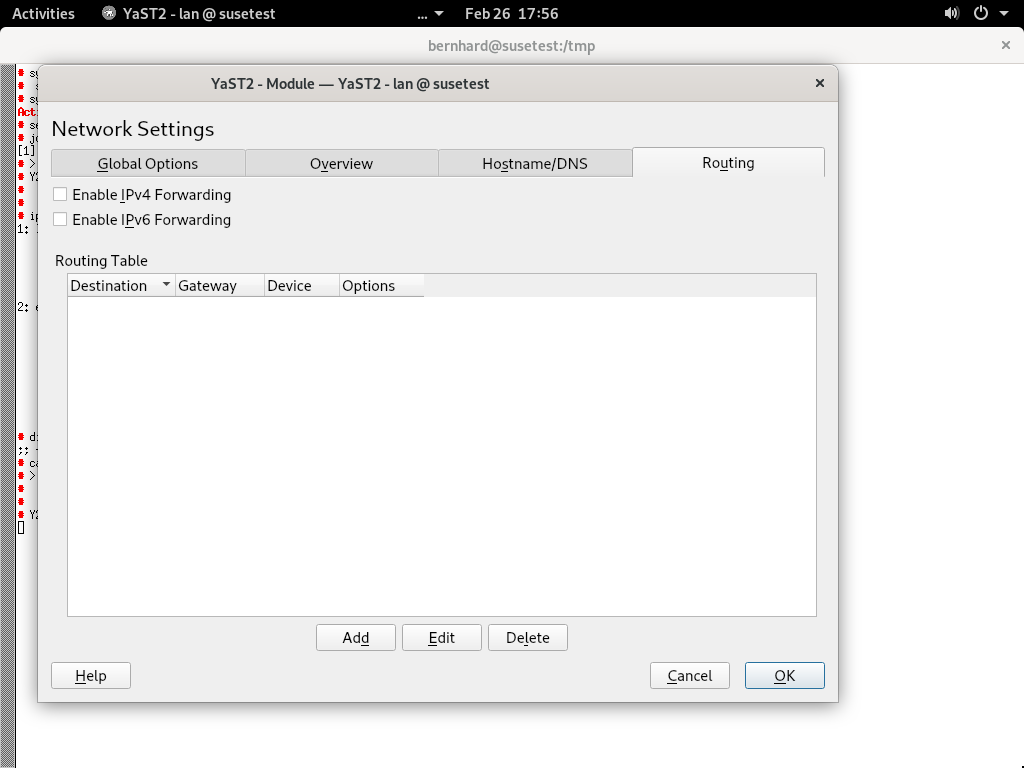 Activities YaST2 - lan @ susetest ... Feb 26 17:56
bernhard@susetest:/tmp
YaST2 - Module — YaST2 - lan @ susetest
Network Settings
Global Options Overview Hostname/DNS Routing
Enable IPv4 Forwarding
Enable IPv6 Forwarding
Routing Table
Destination Gateway Device Options
Add Edit Delete
Help Cancel OK